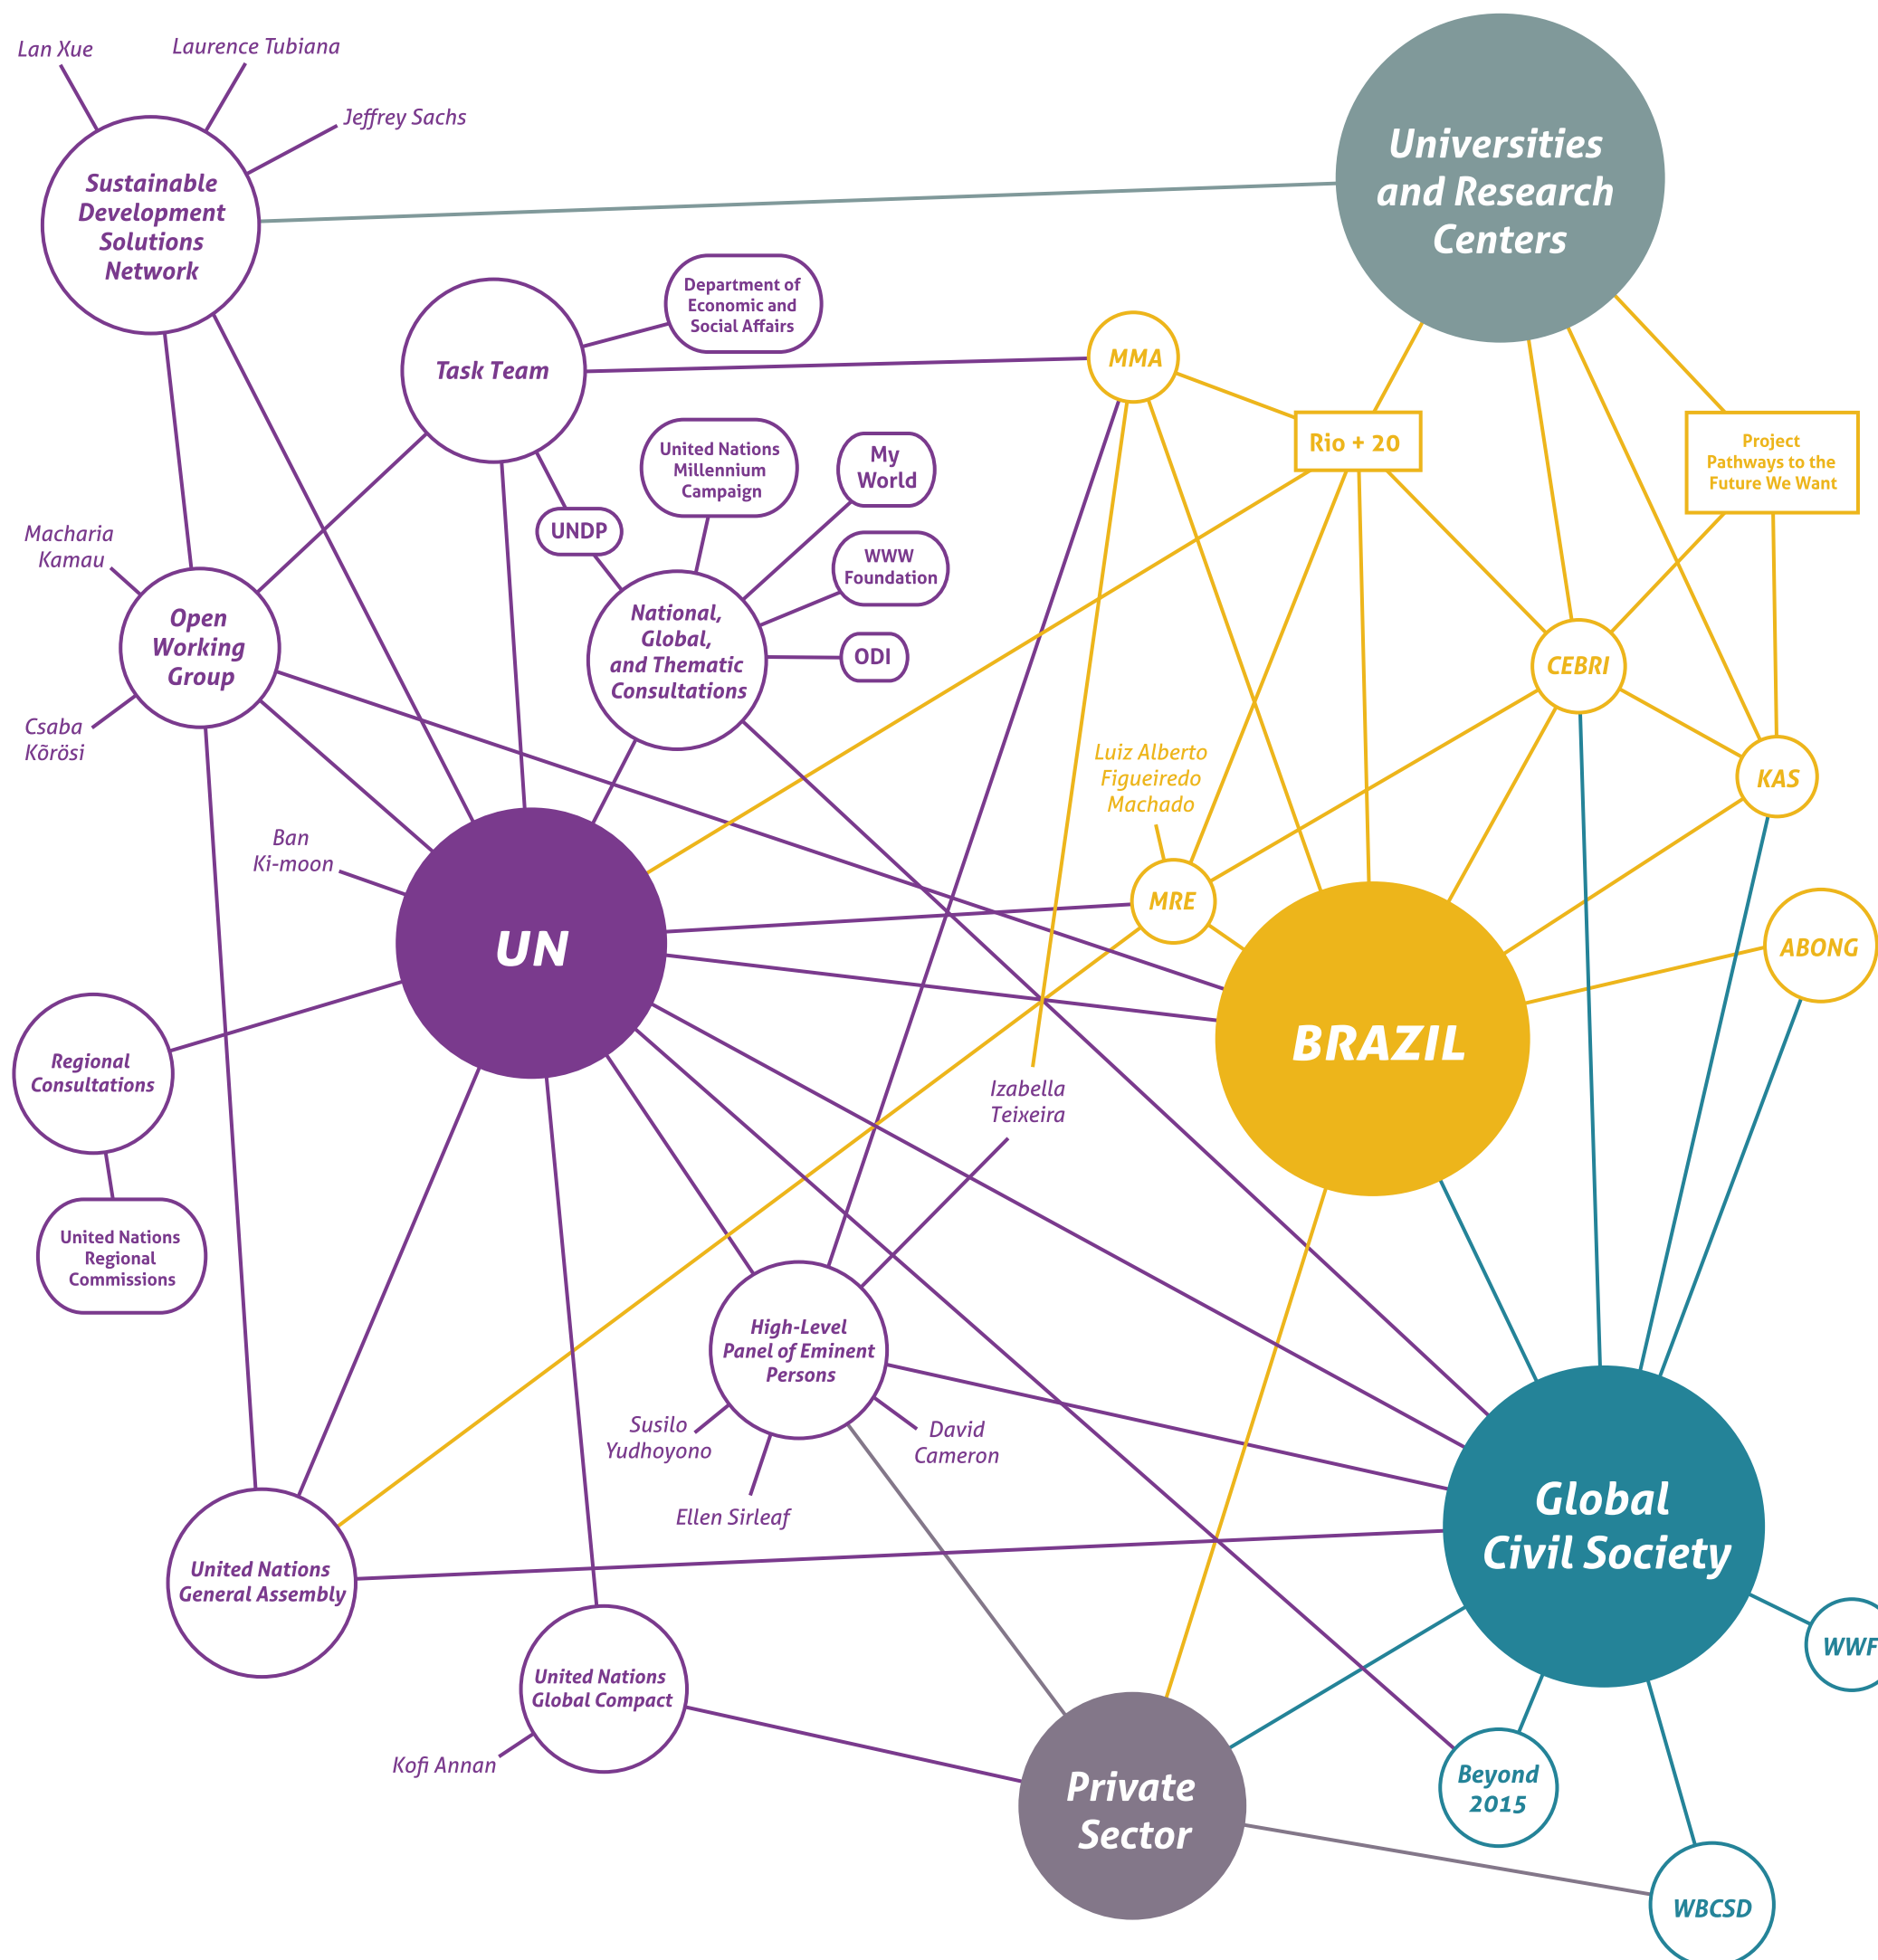 Lan Xue
Laurence Tubiana
Jeffrey Sachs
Sustainable
Development
Solutions
Network
Universities
and Research
Centers
Department of
Economic and
Social Affairs
Task Team
MMA
Rio + 20
Project
Pathways to the
Future We Want
United Nations
Millennium
Campaign
My
World
UNDP
WWW
Foundation
Macharia
Kamau
Open
Working
Group
National,
Global,
and Thematic
Consultations
ODI
CEBRI
Csaba
Kõrösi
Luiz Alberto
Figueiredo
Machado
KAS
Ban
Ki-moon
MRE
UN
ABONG
BRAZIL
Regional
Consultations
Izabella
Teixeira
United Nations
Regional
Commissions
High-Level
Panel of Eminent
Persons
Susilo
Yudhoyono
David
Cameron
Ellen Sirleaf
Global
Civil Society
United Nations
General Assembly
WWF
United Nations
Global Compact
Kofi Annan
Private
Sector
Beyond
2015
WBCSD